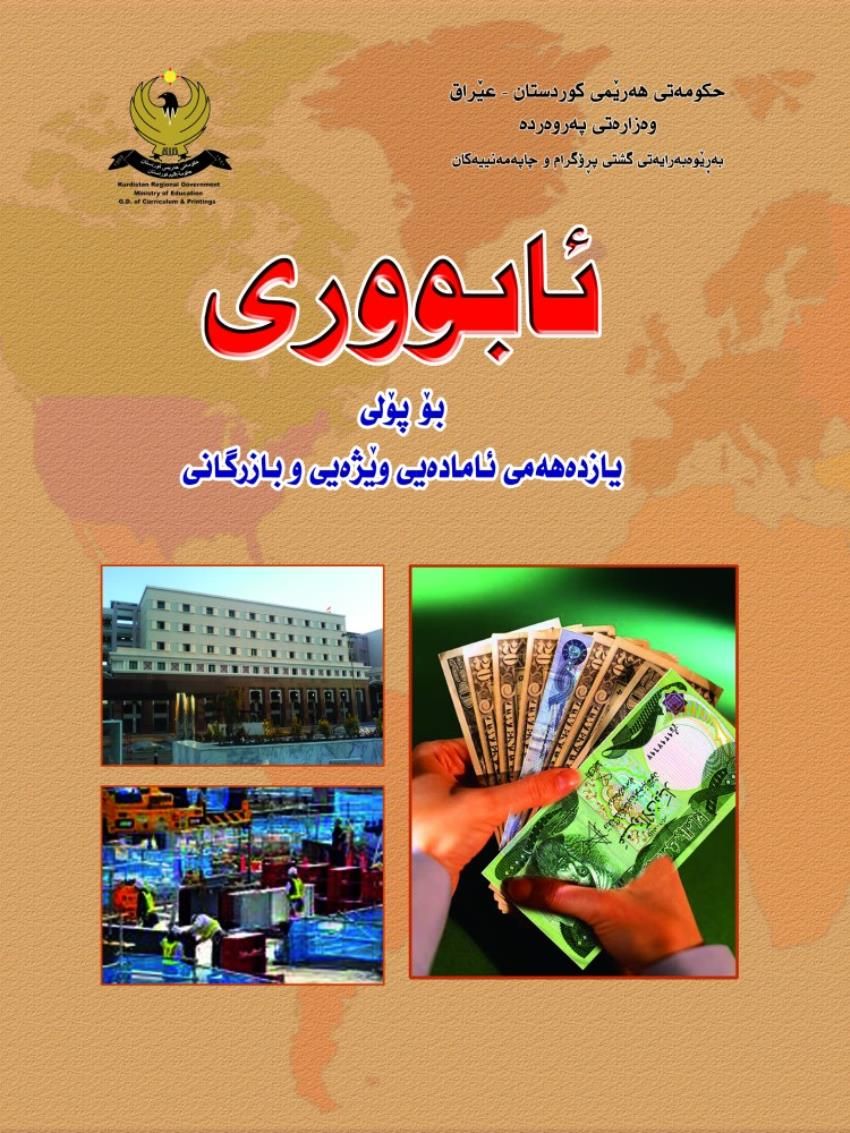 حکومەتی هەرێمی کوردستان - عێراق
وەزارەتی پەروەردە
بەڕێوەبەرایەتی گشتی پڕۆگرام و چاپەمەنییەکان
Kurdistan Regional Government
Ministry of Education
G.D. of Curriculum & Printings
ئابووری
بۆ پۆلی
یازدەهەمی ئامادەیی وێژەیی و بازرگانی